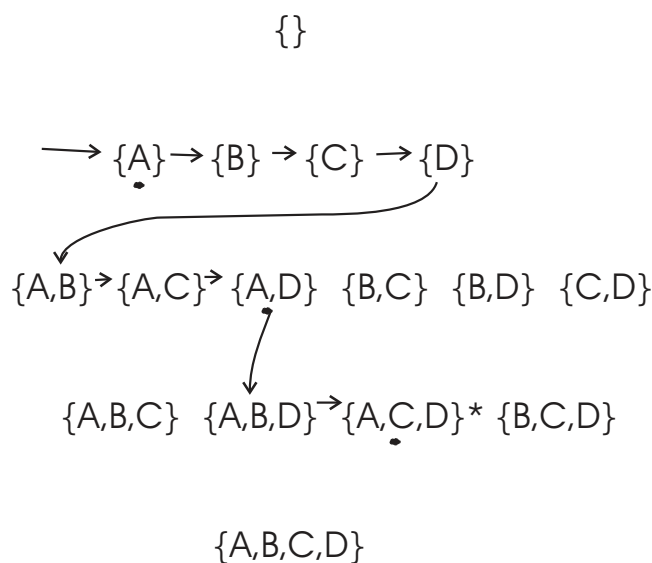 {}
{A} {B} {C} {D}
{A,B} {A,C} {A,D} {B,C} {B,D} {C,D}
{A,B,C} {A,B,D} {A,C,D}* {B,C,D}
{A,B,C,D}